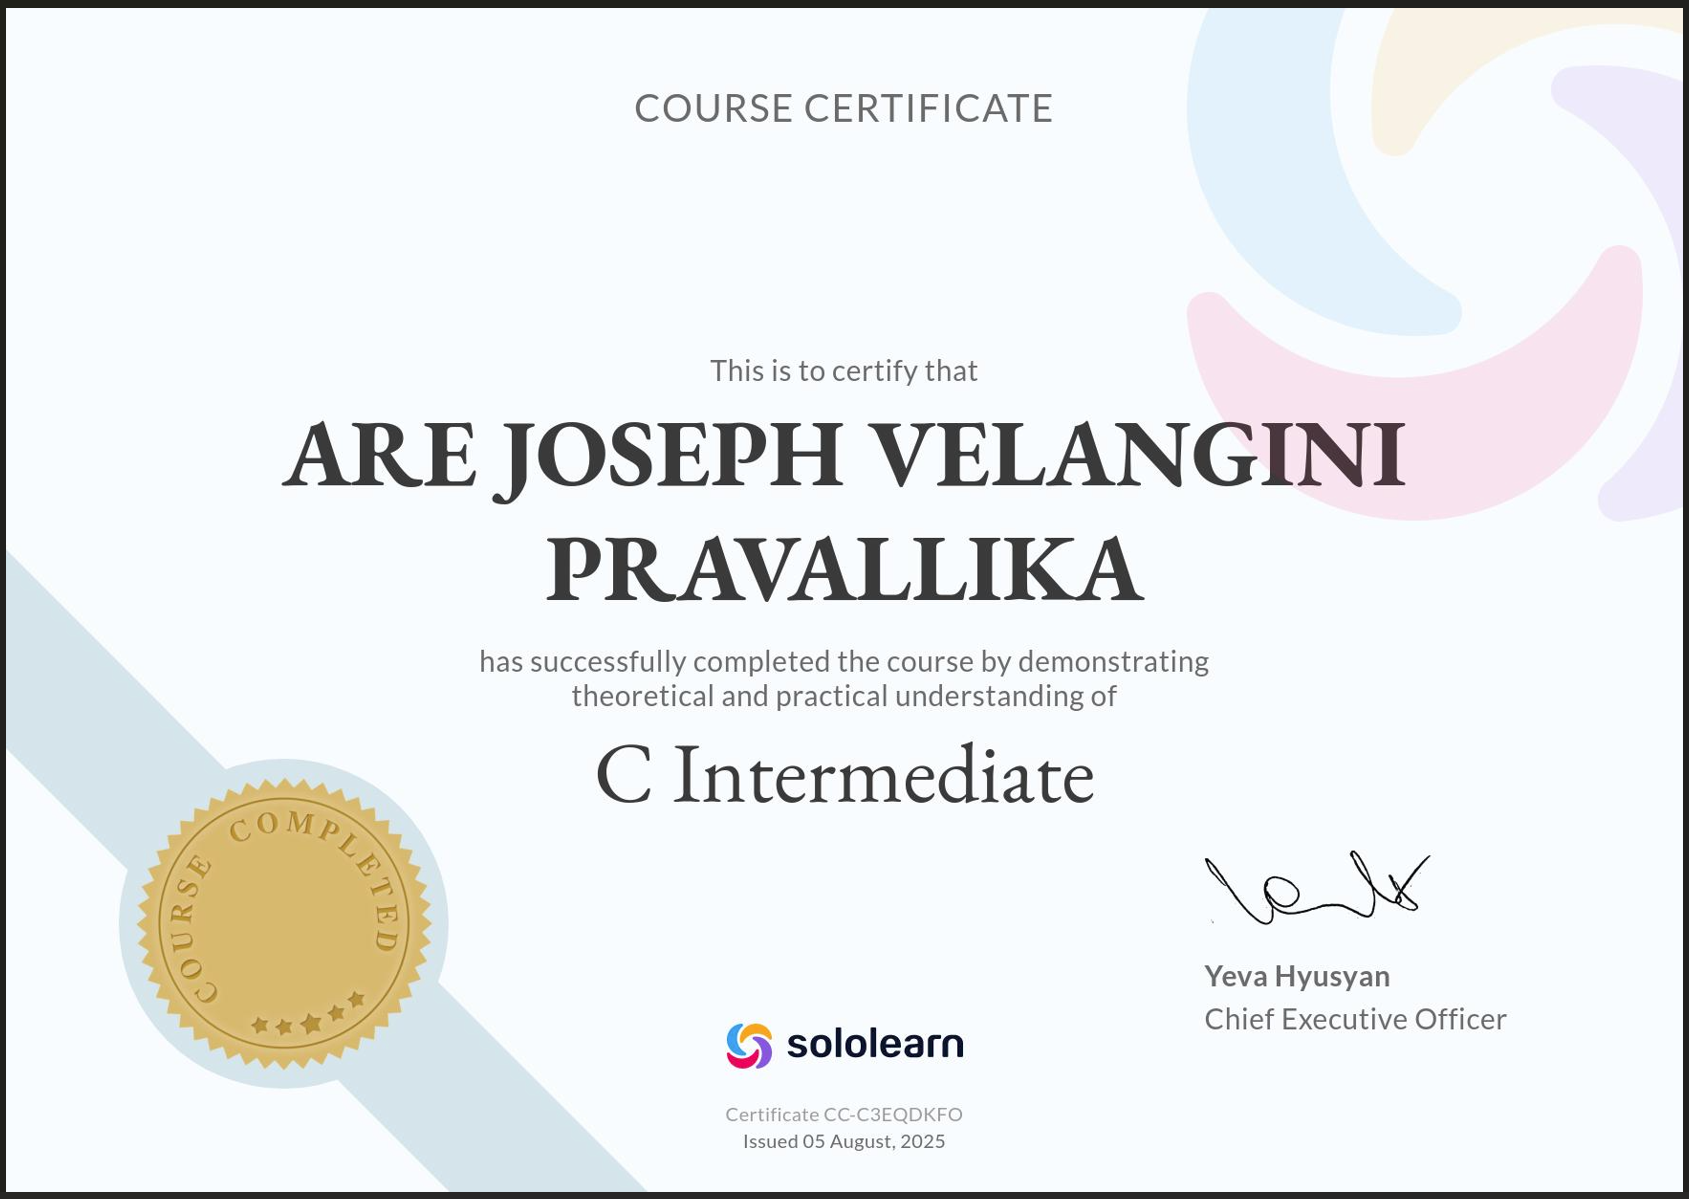 COURSE CERTIFICATE
This is to certify that
ARE JOSEPH VELANGINI
PRAVALLIKA
has successfully completed the course by demonstrating
theoretical and practical understanding of
C Intermediate
COURSE COMPLETED
Yeva Hyusyan
Chief Executive Officer
sololearn
Certificate CC-C3EQDKFO
Issued 05 August, 2025